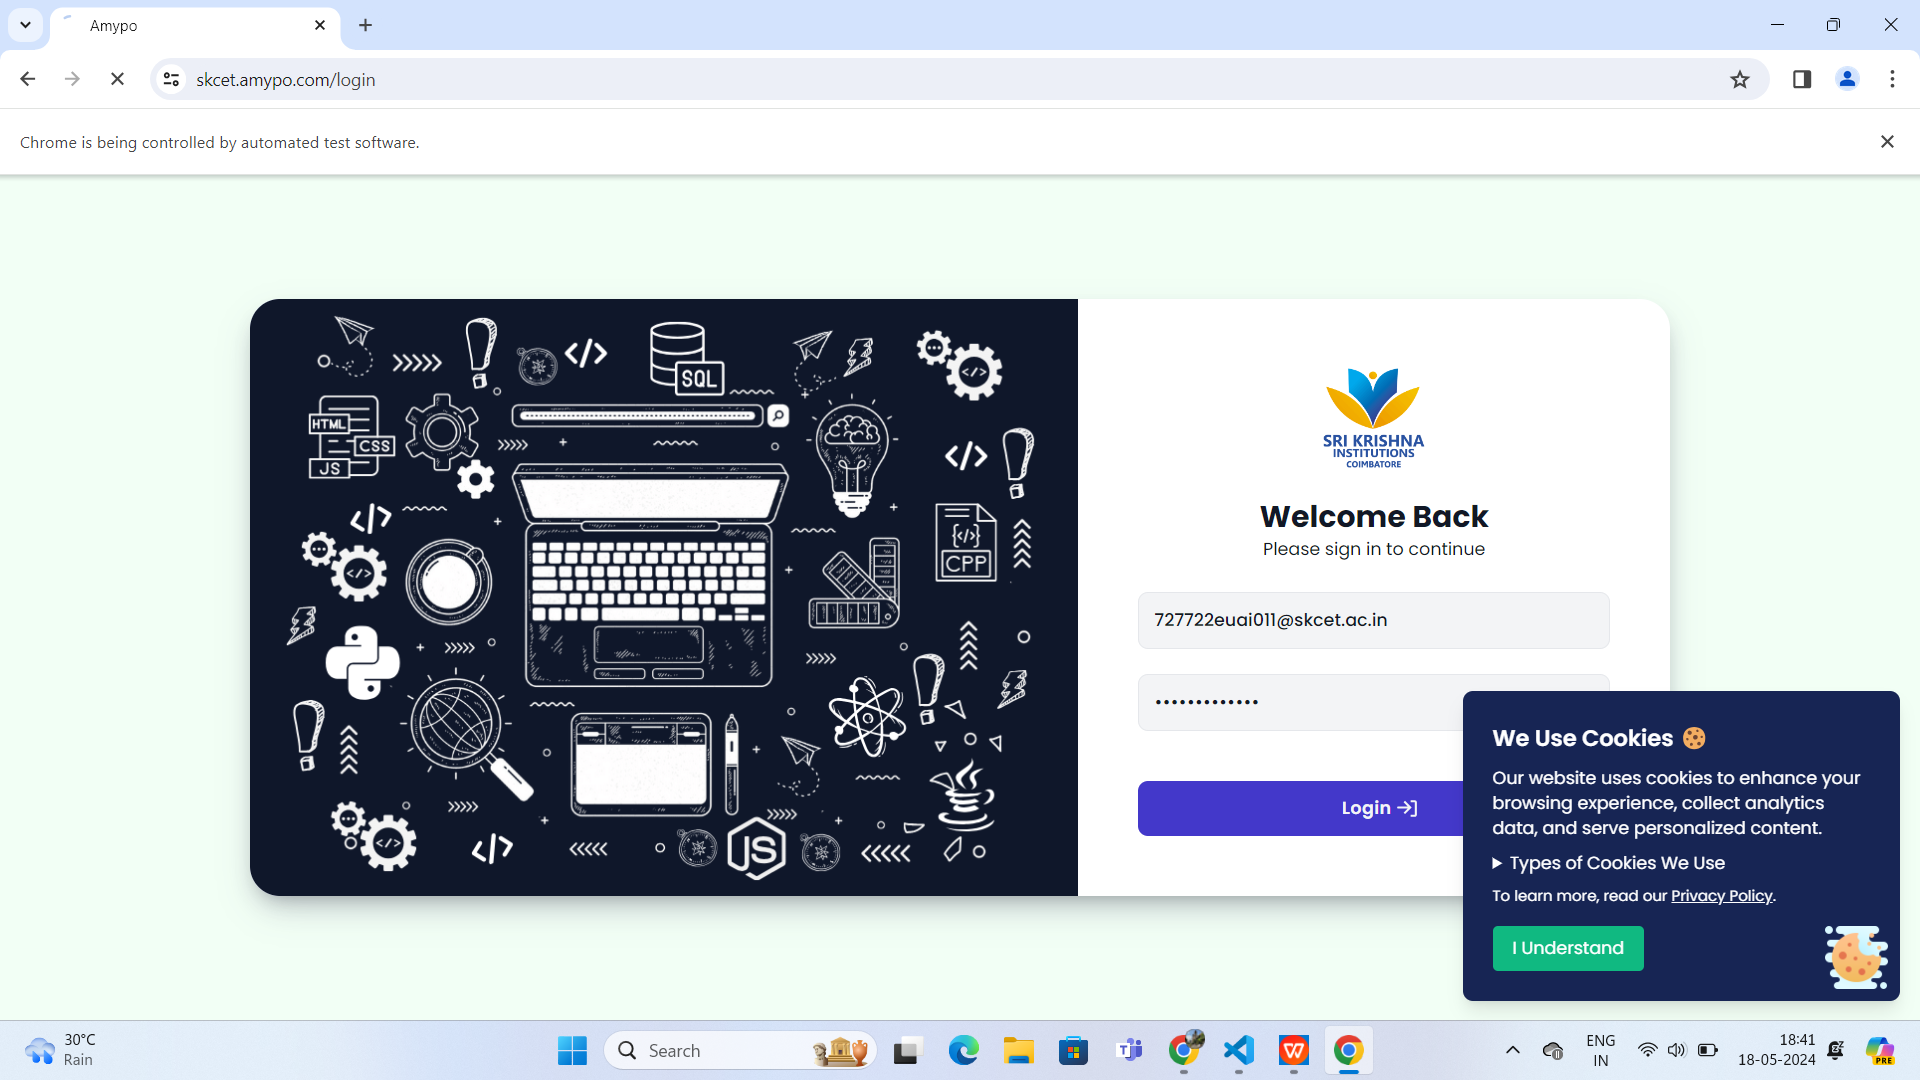 Amypo
skcet.amypo.com/login
Chrome is being controlled by automated test software.
SQL
HTML
CSS
JS
CPP
JS
SRI KRISHNA
INSTITUTIONS
COIMBATORE
Welcome Back
Please sign in to continue
727722euai011@skcet.ac.in
•••••••••••••
Login
We Use Cookies
Our website uses cookies to enhance your
browsing experience, collect analytics
data, and serve personalized content.
Types of Cookies We Use
To learn more, read our Privacy Policy.
I Understand
30°C
Rain
Search
ENG
IN
18:41
18-05-2024
PRE